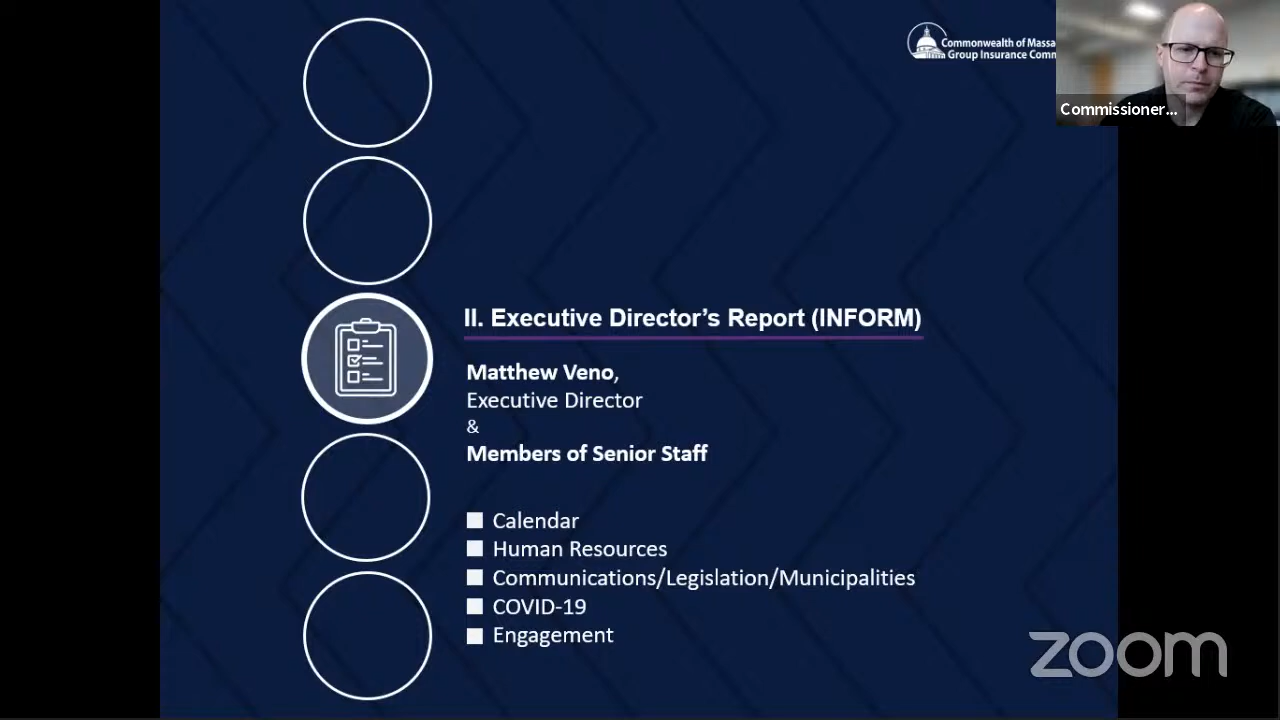 Commonwealth of Massa
Group Insurance Comm
Commissioner...
II. Executive Director’s Report (INFORM)
Matthew Veno,
Executive Director
&
Members of Senior Staff
Calendar
Human Resources
Communications/Legislation/Municipalities
COVID-19
Engagement
zoom